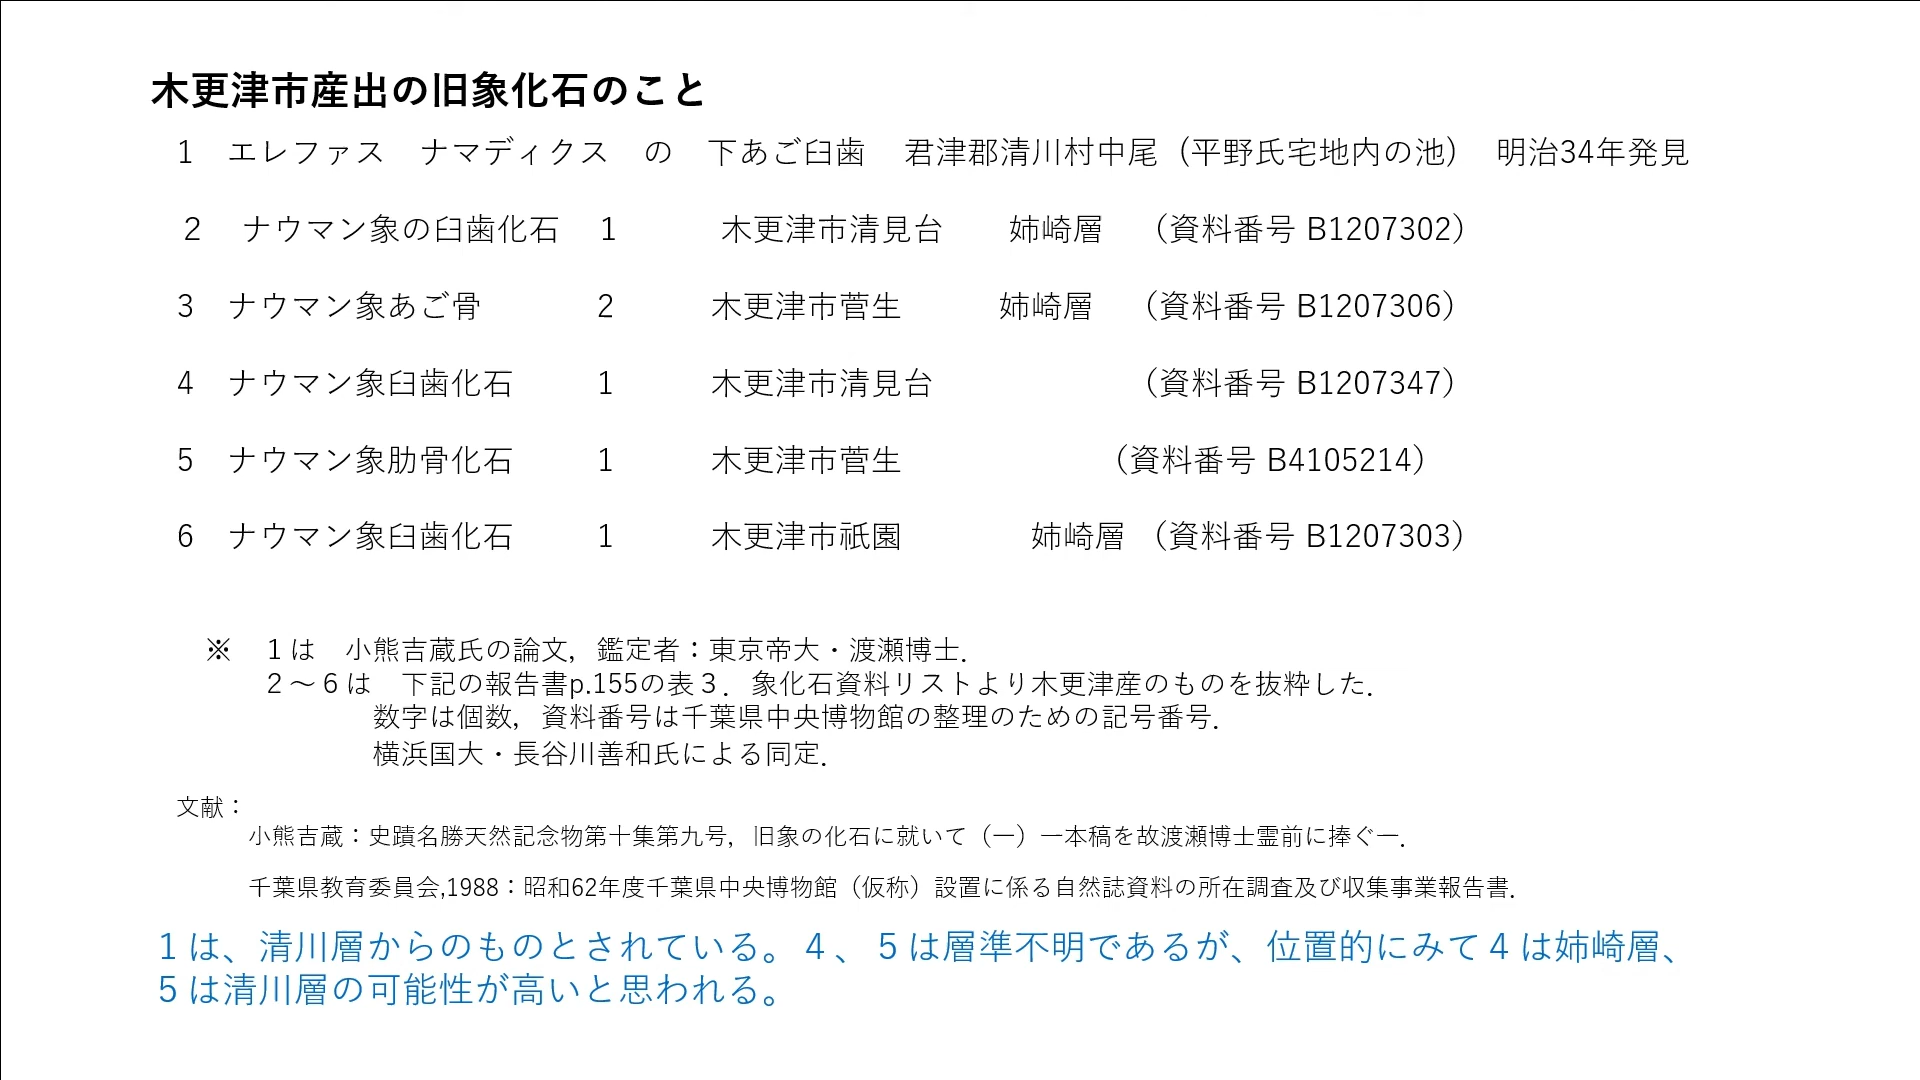 木更津市産出の旧象化石のこと
1　エレファス　ナマディクス　の　下あご臼歯　君津郡清川村中尾（平野氏宅地内の池）　明治34年発見
２　ナウマン象の臼歯化石　1　木更津市清見台　姉崎層　（資料番号 B1207302）
3　ナウマン象あご骨　2　木更津市菅生　姉崎層　（資料番号 B1207306）
4　ナウマン象臼歯化石　1　木更津市清見台　（資料番号 B1207347）
5　ナウマン象肋骨化石　1　木更津市菅生　（資料番号 B4105214）
6　ナウマン象臼歯化石　1　木更津市祇園　姉崎層　（資料番号 B1207303）
※　１は　小熊吉蔵氏の論文，鑑定者：東京帝大・渡瀬博士．
２～６は　下記の報告書p.155の表３．象化石資料リストより木更津産のものを抜粋した．
数字は個数，資料番号は千葉県中央博物館の整理のための記号番号．
横浜国大・長谷川善和氏による同定．
文献：
小熊吉蔵：史蹟名勝天然記念物第十集第九号，旧象の化石に就いて（一）―本稿を故渡瀬博士霊前に捧ぐ―．
千葉県教育委員会,1988：昭和62年度千葉県中央博物館（仮称）設置に係る自然誌資料の所在調査及び収集事業報告書．
１は、清川層からのものとされている。４、５は層準不明であるが、位置的にみて４は姉崎層、
５は清川層の可能性が高いと思われる。